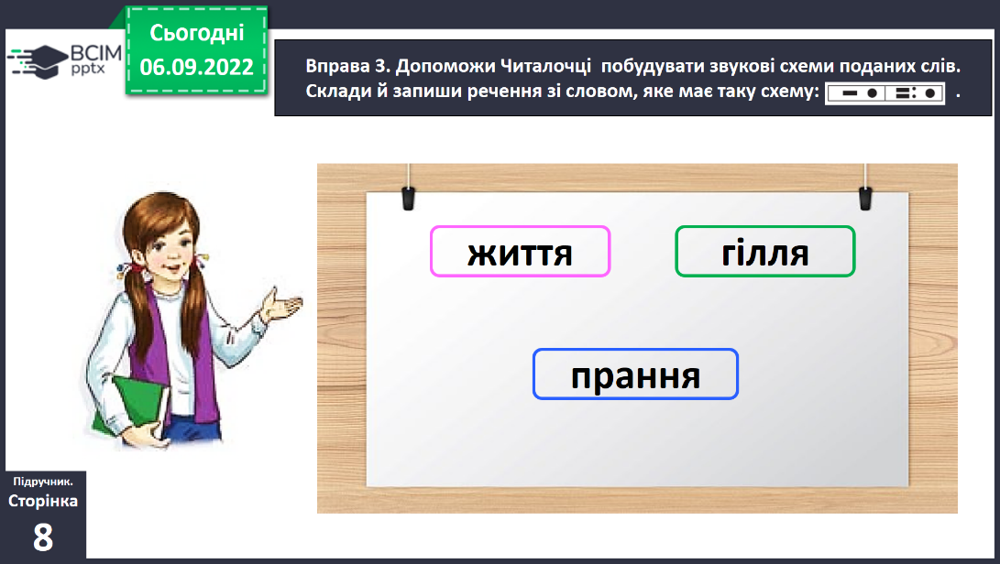 Сьогодні
06.09.2022
ВСІМ
pptx
Вправа 3. Допоможи Читалочці побудувати звукові схеми поданих слів.
Склади й запиши речення зі словом, яке має таку схему: .
життя
гілля
прання
Підручник.
Сторінка
8